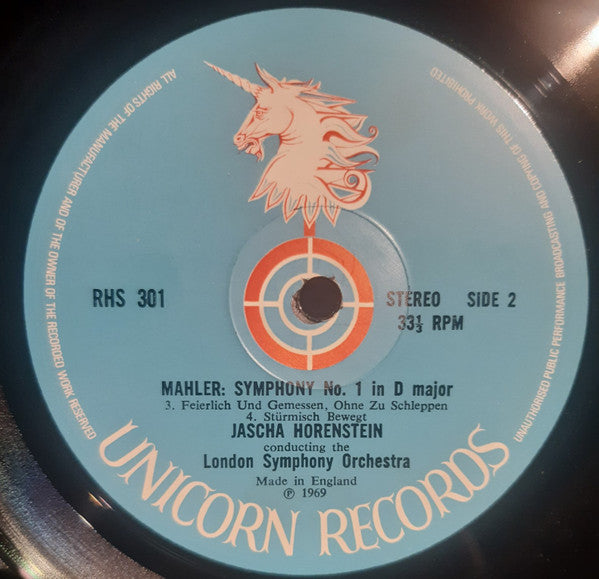 ALL RIGHTS OF THE MANUFACTURER AND OF THE OWNER OF THE RECORDED WORK RESERVED
UNAUTHORISED PUBLIC PERFORMANCE BROADCASTING AND COPYING OF THIS WORK PROHIBITED
RHS 301
STEREO SIDE 2
33⅓ RPM
MAHLER: SYMPHONY No. 1 in D major
3. Feierlich Und Gemessen, Ohne Zu Schleppen
4. Stürmisch Bewegt
JASCHA HORENSTEIN
conducting the
London Symphony Orchestra
Made in England
Ⓟ 1969
UNICORN RECORDS